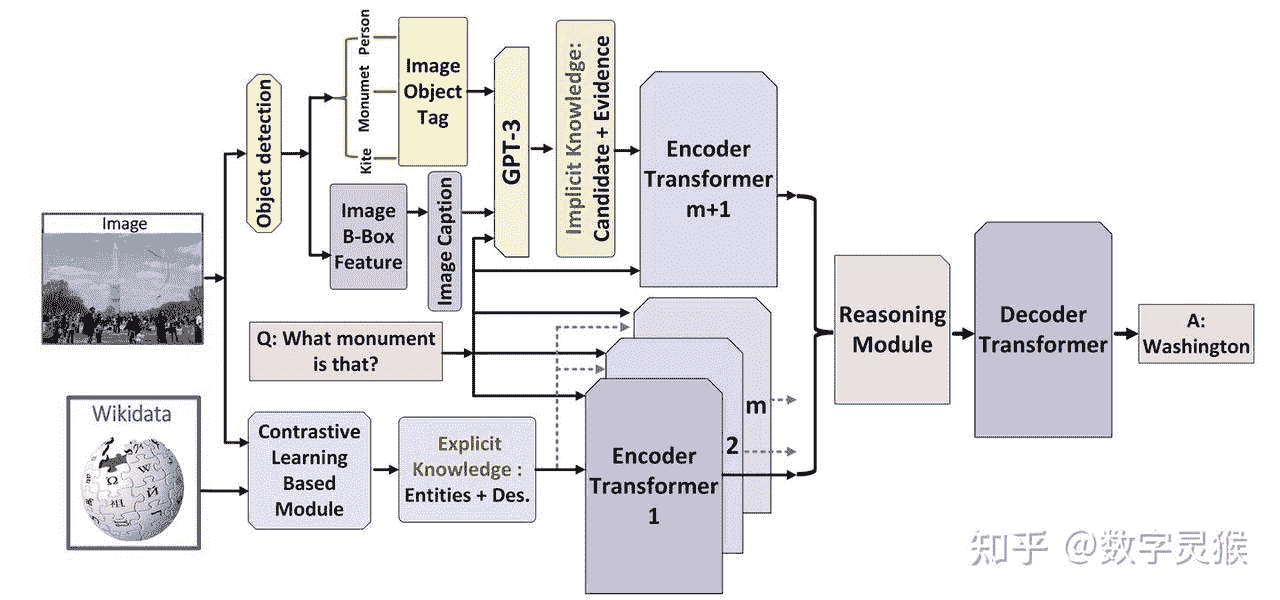 Image
Wikidata
Object detection
Person
Monumet
Kite
Image
Object
Tag
Image
B-Box
Feature
Image Caption
GPT-3
Implicit Knowledge:
Candidate + Evidence
Encoder
Transformer
m+1
Q: What monument
is that?
Contrastive
Learning
Based
Module
Explicit
Knowledge :
Entities + Des.
Encoder
Transformer
1
2
m
Reasoning
Module
Decoder
Transformer
A:
Washington
知乎 @数字灵猴